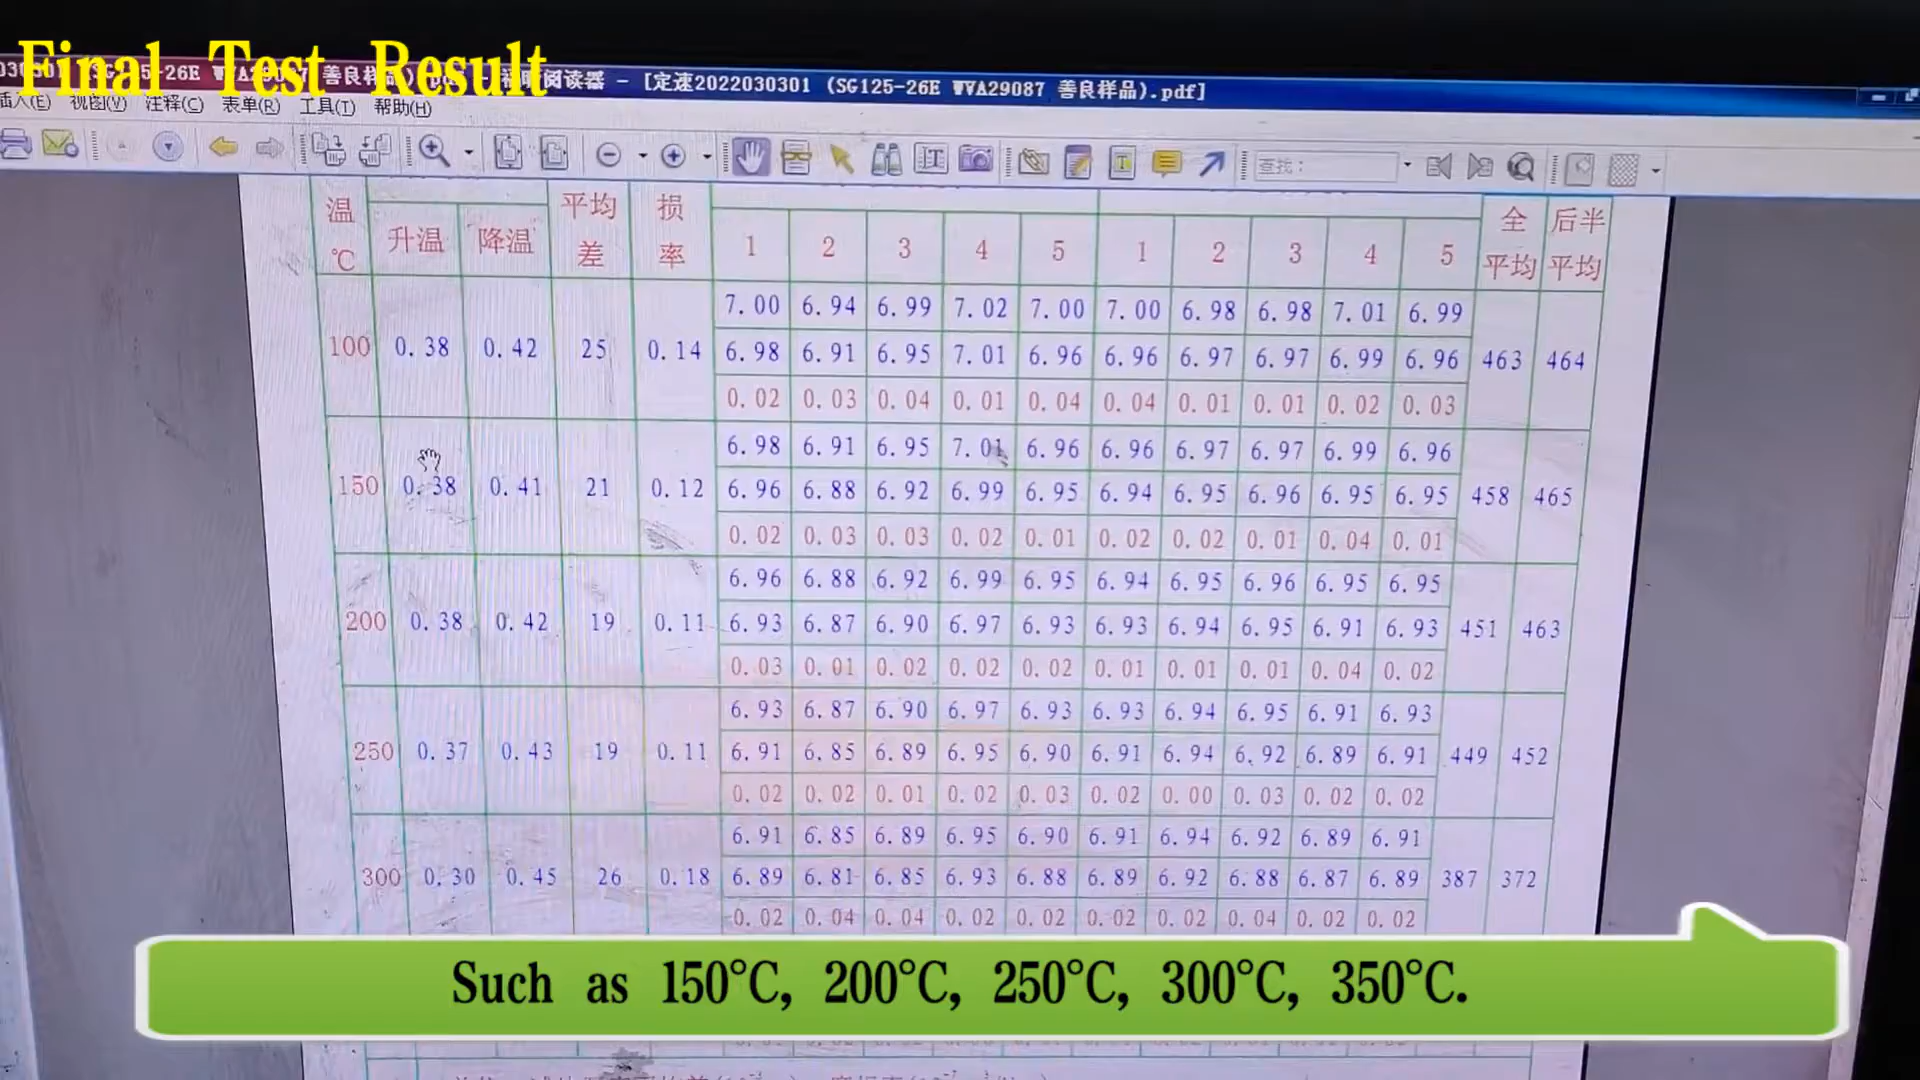 Final Test Result
善良样品) - [定速2022030301 (SG125-26E WVA29087 善良样品).pdf]
插入(E) 视图(V) 注释(C) 表单(R) 工具(T) 帮助(H)
查找:
温 ℃ 升温 降温 平均差 损率 1 2 3 4 5 1 2 3 4 5 全平均 后半平均
7.00 6.94 6.99 7.02 7.00 7.00 6.98 6.98 7.01 6.99
100 0.38 0.42 25 0.14 6.98 6.91 6.95 7.01 6.96 6.96 6.97 6.97 6.99 6.96 463 464
0.02 0.03 0.04 0.01 0.04 0.04 0.01 0.01 0.02 0.03
6.98 6.91 6.95 7.01 6.96 6.96 6.97 6.97 6.99 6.96
150 0.38 0.41 21 0.12 6.96 6.88 6.92 6.99 6.95 6.94 6.95 6.96 6.95 6.95 458 465
0.02 0.03 0.03 0.02 0.01 0.02 0.02 0.01 0.04 0.01
6.96 6.88 6.92 6.99 6.95 6.94 6.95 6.96 6.95 6.95
200 0.38 0.42 19 0.11 6.93 6.87 6.90 6.97 6.93 6.93 6.94 6.95 6.91 6.93 451 463
0.03 0.01 0.02 0.02 0.02 0.01 0.01 0.01 0.04 0.02
6.93 6.87 6.90 6.97 6.93 6.93 6.94 6.95 6.91 6.93
250 0.37 0.43 19 0.11 6.91 6.85 6.89 6.95 6.90 6.91 6.94 6.92 6.89 6.91 449 452
0.02 0.02 0.01 0.02 0.03 0.02 0.00 0.03 0.02 0.02
6.91 6.85 6.89 6.95 6.90 6.91 6.94 6.92 6.89 6.91
300 0.30 0.45 26 0.18 6.89 6.81 6.85 6.93 6.88 6.89 6.92 6.88 6.87 6.89 387 372
0.02 0.04 0.04 0.02 0.02 0.02 0.02 0.04 0.02 0.02
Such as 150°C, 200°C, 250°C, 300°C, 350°C.